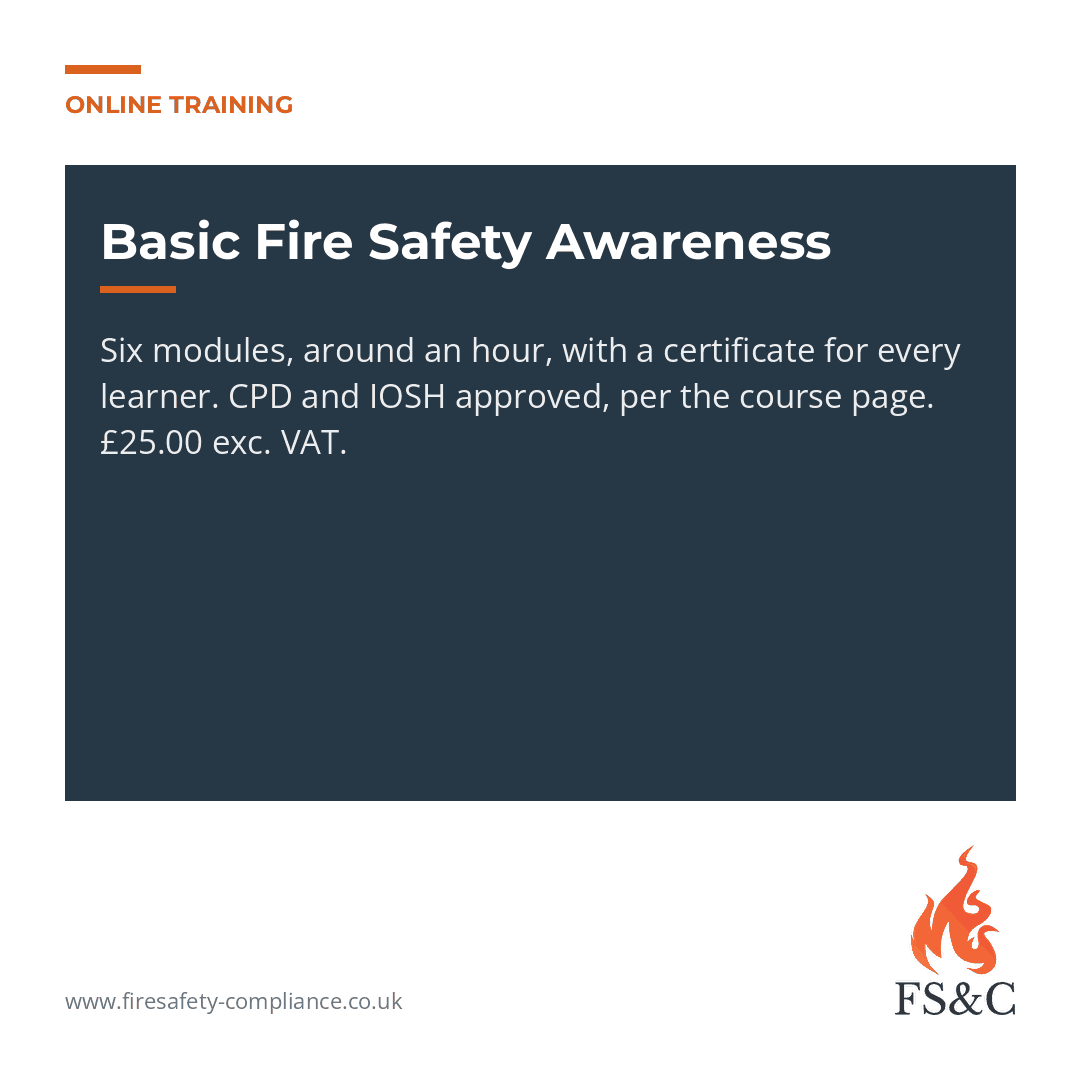 ONLINE TRAINING
Basic Fire Safety Awareness
Six modules, around an hour, with a certificate for every
learner. CPD and IOSH approved, per the course page.
£25.00 exc. VAT.
www.firesafety-compliance.co.uk
FS&C